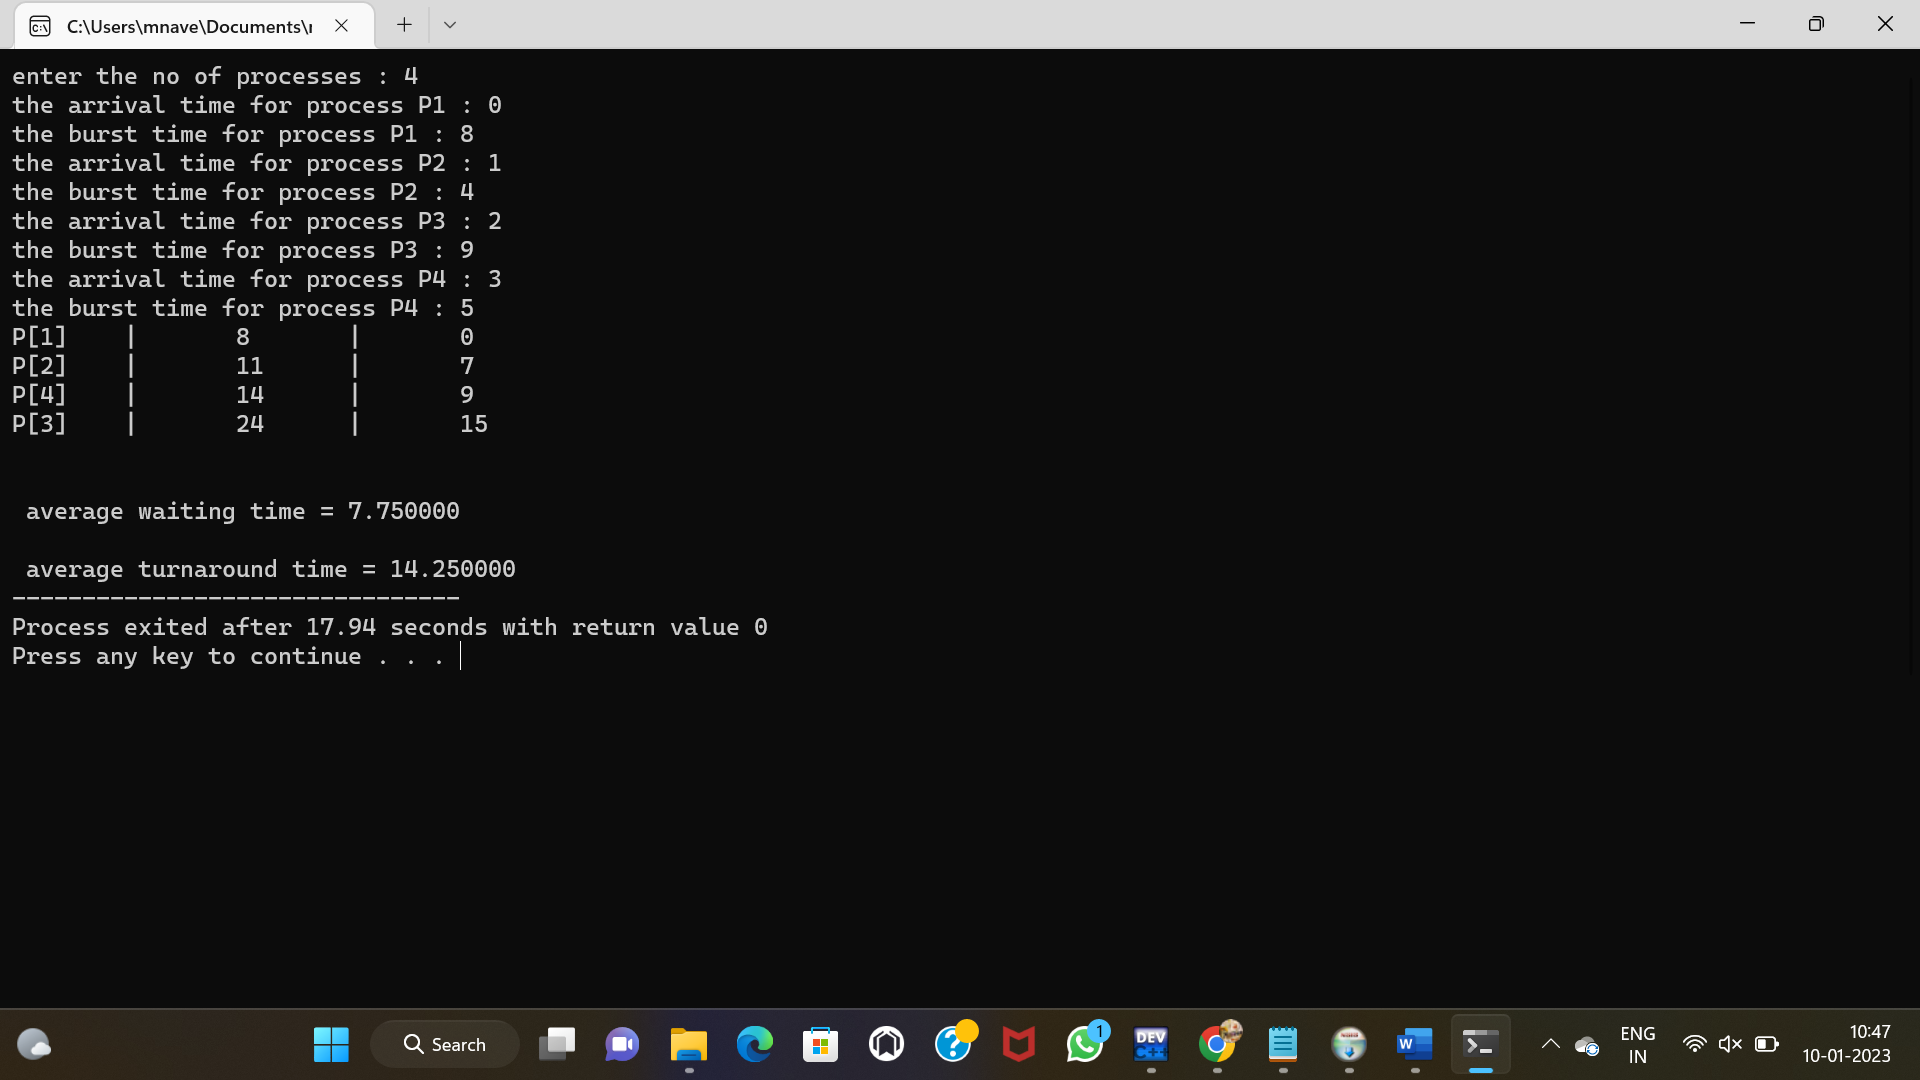 C:\Users\mnave\Documents\r
enter the no of processes : 4
the arrival time for process P1 : 0
the burst time for process P1 : 8
the arrival time for process P2 : 1
the burst time for process P2 : 4
the arrival time for process P3 : 2
the burst time for process P3 : 9
the arrival time for process P4 : 3
the burst time for process P4 : 5
P[1] | 8 | 0
P[2] | 11 | 7
P[4] | 14 | 9
P[3] | 24 | 15
average waiting time = 7.750000
average turnaround time = 14.250000
--------------------------------
Process exited after 17.94 seconds with return value 0
Press any key to continue . . .
Search
1
DEV
C++
W
ENG
IN
10:47
10-01-2023